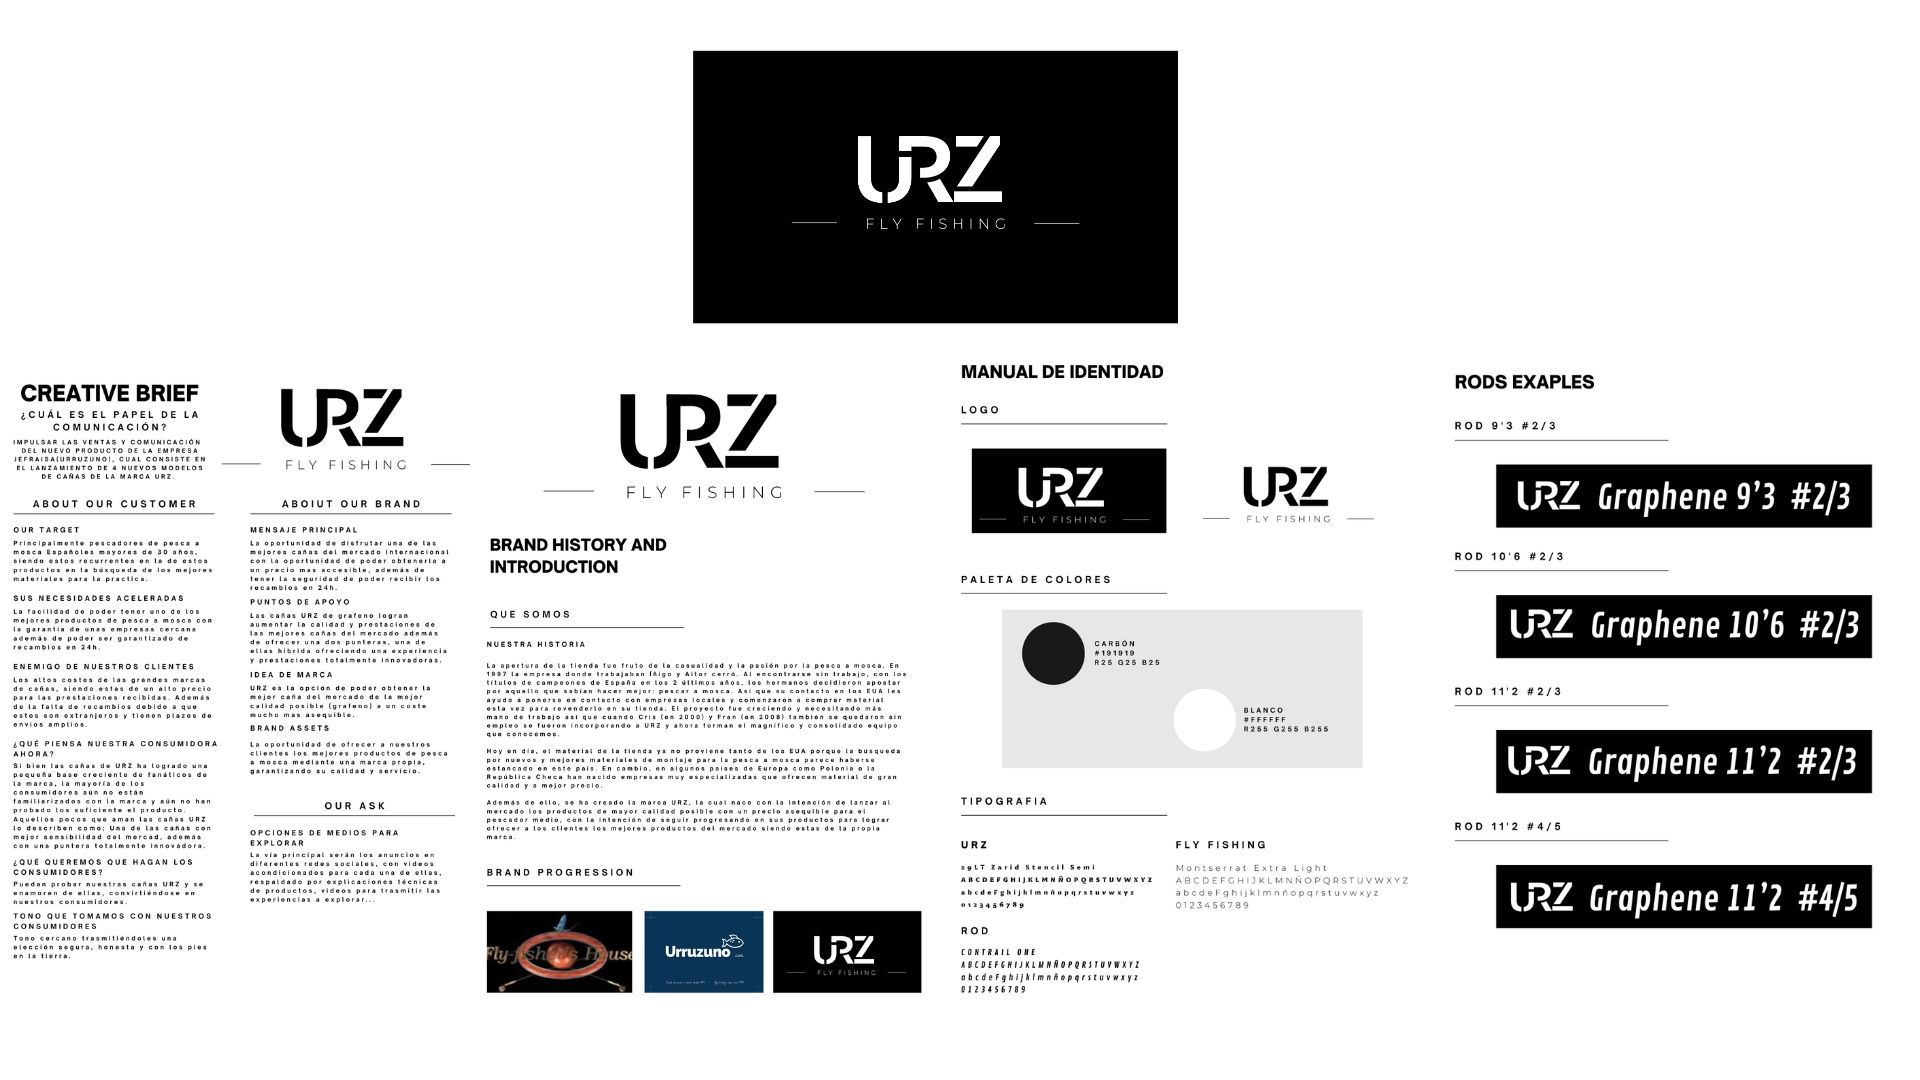 URZ
FLY FISHING
CREATIVE BRIEF
¿CUÁL ES EL PAPEL DE LA
COMUNICACIÓN?
IMPULSAR LAS VENTAS Y COMUNICACIÓN
DEL NUEVO PRODUCTO DE LA EMPRESA
JEFRAISA(URRUZUNO), CUAL CONSISTE EN
EL LANZAMIENTO DE 4 NUEVOS MODELOS
DE CAÑAS DE LA MARCA URZ.
ABOUT OUR CUSTOMER
OUR TARGET
Principalmente pescadores de pesca a
mosca Españoles mayores de 30 años,
siendo estos recurrentes en la de estos
productos en la búsqueda de los mejores
materiales para la practica.
SUS NECESIDADES ACELERADAS
La facilidad de poder tener uno de los
mejores productos de pesca a mosca con
la garantía de unas empresas cercana
además de poder ser garantizado de
recambios en 24h.
ENEMIGO DE NUESTROS CLIENTES
Los altos costes de las grandes marcas
de cañas, siendo estas de un alto precio
para las prestaciones recibidas. Además
de la falta de recambios debido a que
estos son extranjeros y tienen plazos de
envíos amplios.
¿QUÉ PIENSA NUESTRA CONSUMIDORA
AHORA?
Si bien las cañas de URZ ha logrado una
pequeña base creciente de fanáticos de
la marca, la mayoría de los
consumidores aún no están
familiarizados con la marca y aún no han
probado los suficiente el producto.
Aquellos pocos que aman las cañas URZ
lo describen como; Una de las cañas con
mejor sensibilidad del mercad, además
con una puntera totalmente innovadora.
¿QUÉ QUEREMOS QUE HAGAN LOS
CONSUMIDORES?
Puedan probar nuestras cañas URZ y se
enamoren de ellas, convirtiéndose en
nuestros consumidores.
TONO QUE TOMAMOS CON NUESTROS
CONSUMIDORES
Tono cercano trasmitiéndoles una
elección segura, honesta y con los pies
en la tierra.
URZ
FLY FISHING
ABOIUT OUR BRAND
MENSAJE PRINCIPAL
La oportunidad de disfrutar una de las
mejores cañas del mercado internacional
con la oportunidad de poder obtenerla a
un precio mas accesible, además de
tener la seguridad de poder recibir los
recambios en 24h.
PUNTOS DE APOYO
Las cañas URZ de grafeno logran
aumentar la calidad y prestaciones de
las mejores cañas del mercado además
de ofrecer una dos punteras, una de
ellas hibrida ofreciendo una experiencia
y prestaciones totalmente innovadoras.
IDEA DE MARCA
URZ es la opción de poder obtener la
mejor caña del mercado de la mejor
calidad posible (grafeno) a un coste
mucho mas asequible.
BRAND ASSETS
La oportunidad de ofrecer a nuestros
clientes los mejores productos de pesca
a mosca mediante una marca propia,
garantizando su calidad y servicio.
OUR ASK
OPCIONES DE MEDIOS PARA
EXPLORAR
La vía principal serán los anuncios en
diferentes redes sociales, con videos
acondicionados para cada una de ellas,
respaldado por explicaciones técnicas
de productos, videos para trasmitir las
experiencias a explorar...
URZ
FLY FISHING
BRAND HISTORY AND
INTRODUCTION
QUE SOMOS
NUESTRA HISTORIA
La apertura de la tienda fue fruto de la casualidad y la pasión por la pesca a mosca. En
1997 la empresa donde trabajaban Iñigo y Aitor cerró. Al encontrarse sin trabajo, con los
títulos de campeones de España en los 2 últimos años, los hermanos decidieron apostar
por aquello que sabían hacer mejor: pescar a mosca. Así que su contacto en los EUA les
ayudo a ponerse en contacto con empresas locales y comenzaron a comprar material
esta vez para revenderlo en su tienda. El proyecto fue creciendo y necesitando más
mano de trabajo así que cuando Cris (en 2000) y Fran (en 2008) también se quedaron sin
empleo se fueron incorporando a URZ y ahora forman el magnífico y consolidado equipo
que conocemos.
Hoy en día, el material de la tienda ya no proviene tanto de los EUA porque la búsqueda
por nuevos y mejores materiales de montaje para la pesca a mosca parece haberse
estancado en este país. En cambio, en algunos países de Europa como Polonia o la
República Checa han nacido empresas muy especializadas que ofrecen material de gran
calidad y a mejor precio.
Además de ello, se ha creado la marca URZ, la cual nace con la intención de lanzar al
mercado los productos de mayor calidad posible con un precio asequible para el
pescador medio, con la intención de seguir progresando en sus productos para lograr
ofrecer a los clientes los mejores productos del mercado siendo estas de la propia
marca.
BRAND PROGRESSION
Fly-fisher's House
Urruzuno
.com
URZ
FLY FISHING
MANUAL DE IDENTIDAD
LOGO
URZ
FLY FISHING
URZ
FLY FISHING
PALETA DE COLORES
CARBÓN
#191919
R25 G25 B25
BLANCO
#FFFFFF
R255 G255 B255
TIPOGRAFIA
URZ
29LT Zarid Stencil Semi
ABCDEFGHIJKLMNÑOPQRSTUVWXYZ
abcdefghijklmnñopqrstuvwxyz
0123456789
FLY FISHING
Montserrat Extra Light
ABCDEFGHIJKLMNÑOPQRSTUVWXYZ
abcdefghijklmnñopqrstuvwxyz
0123456789
ROD
CONTRAIL ONE
ABCDEFGHIJKLMNÑOPQRSTUVWXYZ
abcdefghijklmnñopqrstuvwxyz
0123456789
RODS EXAPLES
ROD 9'3 #2/3
URZ Graphene 9'3 #2/3
ROD 10'6 #2/3
URZ Graphene 10'6 #2/3
ROD 11'2 #2/3
URZ Graphene 11'2 #2/3
ROD 11'2 #4/5
URZ Graphene 11'2 #4/5